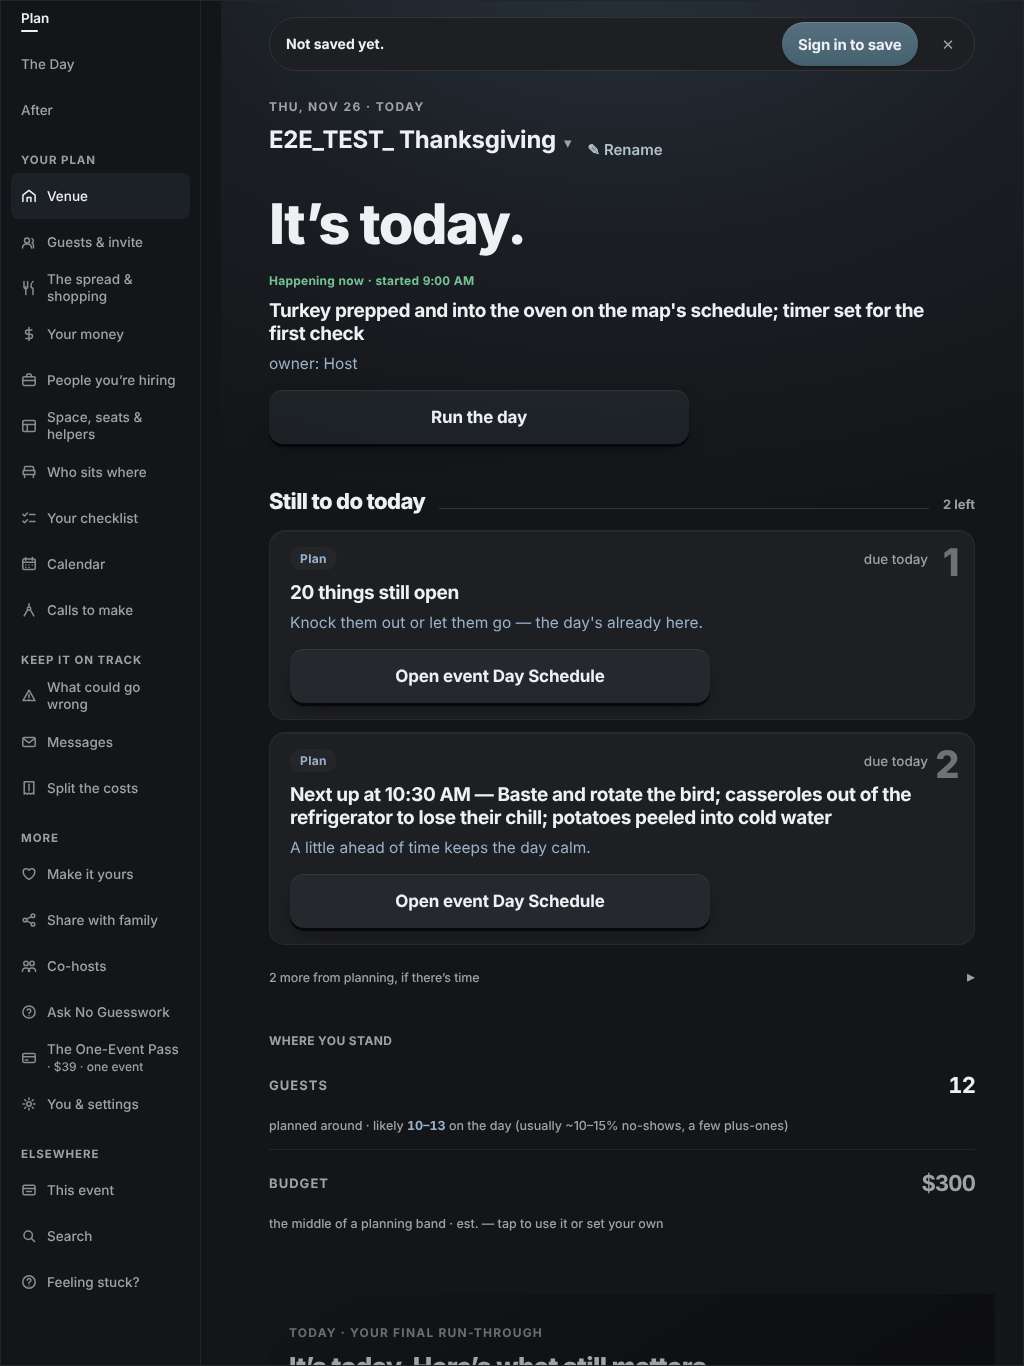 Plan
The Day
After
YOUR PLAN
Venue
Guests & invite
The spread &
shopping
Your money
People you’re hiring
Space, seats &
helpers
Who sits where
Your checklist
Calendar
Calls to make
KEEP IT ON TRACK
What could go
wrong
Messages
Split the costs
MORE
Make it yours
Share with family
Co-hosts
Ask No Guesswork
The One-Event Pass
· $39 · one event
You & settings
ELSEWHERE
This event
Search
Feeling stuck?
Not saved yet.
Sign in to save
THU, NOV 26 · TODAY
E2E_TEST_ Thanksgiving
Rename
It’s today.
Happening now · started 9:00 AM
Turkey prepped and into the oven on the map's schedule; timer set for the
first check
owner: Host
Run the day
Still to do today
2 left
Plan
due today
1
20 things still open
Knock them out or let them go — the day's already here.
Open event Day Schedule
Plan
due today
2
Next up at 10:30 AM — Baste and rotate the bird; casseroles out of the
refrigerator to lose their chill; potatoes peeled into cold water
A little ahead of time keeps the day calm.
Open event Day Schedule
2 more from planning, if there’s time
WHERE YOU STAND
GUESTS
12
planned around · likely 10–13 on the day (usually ~10–15% no-shows, a few plus-ones)
BUDGET
$300
the middle of a planning band · est. — tap to use it or set your own
TODAY · YOUR FINAL RUN-THROUGH
It’s today. Here’s what still matters.